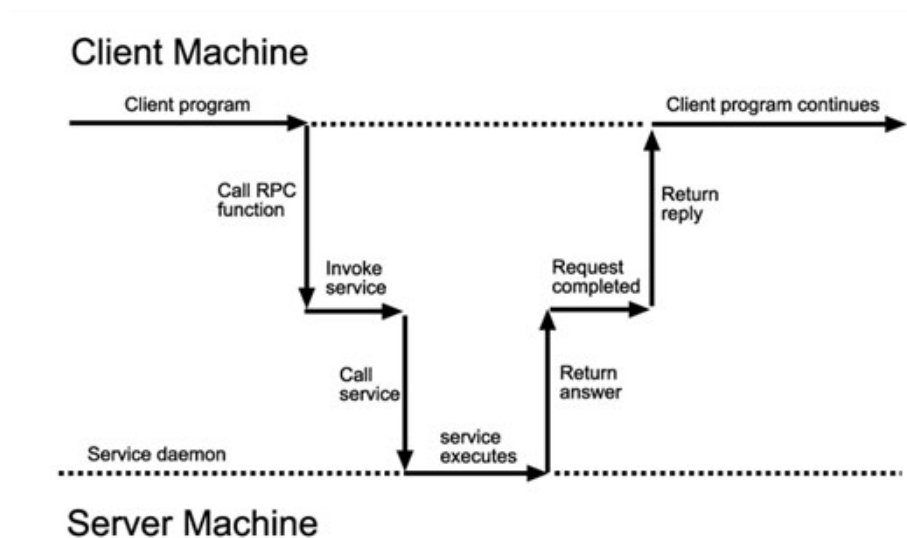 Client Machine
Client program
Client program continues
Call RPC
function
Return
reply
Invoke
service
Request
completed
Call
service
Return
answer
service
executes
Service daemon
Server Machine